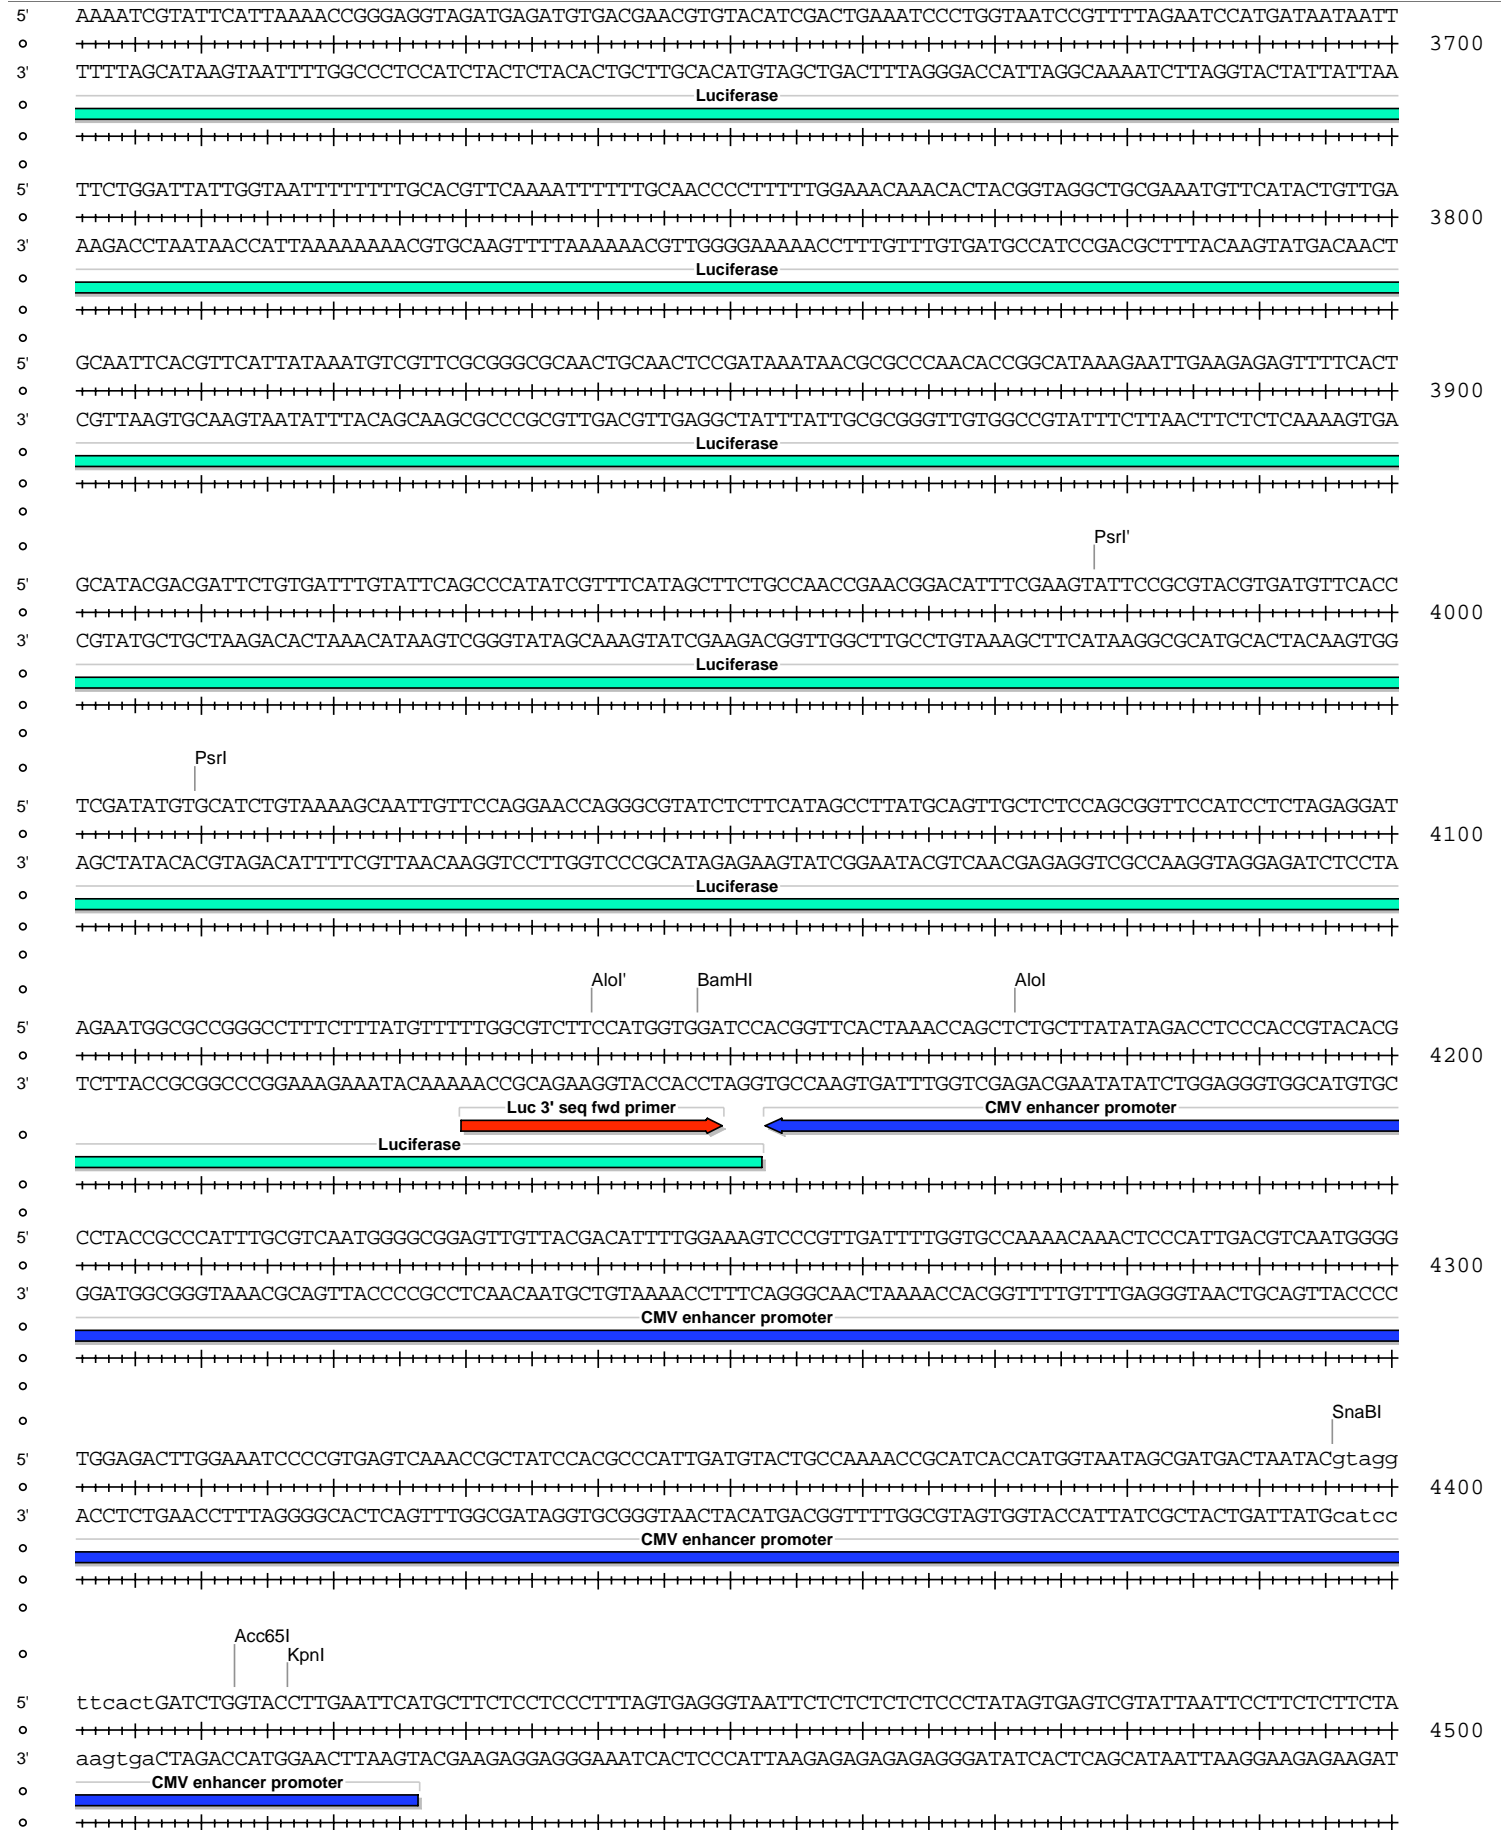 5' AAAATCGTATTCATTAAAACCGGGAGGTAGATGAGATGTGACGAACGTGTACATCGACTGAAATCCCTGGTAATCCGTTTTAGAATCCATGATAATAATT
3700
3' TTTTAGCATAAGTAATTTTGGCCCTCCATCTACTCTACACTGCTTGCACATGTAGCTGACTTTAGGGACCATTAGGCAAAATCTTAGGTACTATTATTAA
Luciferase
5' TTCTGGATTATTGGTAATTTTTTTTGCACGTTCAAAATTTTTTGCAACCCCTTTTTGGAAACAAACACTACGGTAGGCTGCGAAATGTTCATACTGTTGA
3800
3' AAGACCTAATAACCATTAAAAAAAACGTGCAAGTTTTAAAAAACGTTGGGGAAAAACCTTTGTTTGTGATGCCATCCGACGCTTTACAAGTATGACAACT
Luciferase
5' GCAATTCACGTTCATTATAAATGTCGTTCGCGGGCGCAACTGCAACTCCGATAAATAACGCGCCCAACACCGGCATAAAGAATTGAAGAGAGTTTTCACT
3900
3' CGTTAAGTGCAAGTAATATTTACAGCAAGCGCCCGCGTTGACGTTGAGGCTATTTATTGCGCGGGTTGTGGCCGTATTTCTTAACTTCTCTCAAAAGTGA
Luciferase
PsrI'
5' GCATACGACGATTCTGTGATTTGTATTCAGCCCATATCGTTTCATAGCTTCTGCCAACCGAACGGACATTTCGAAGTATTCCGCGTACGTGATGTTCACC
4000
3' CGTATGCTGCTAAGACACTAAACATAAGTCGGGTATAGCAAAGTATCGAAGACGGTTGGCTTGCCTGTAAAGCTTCATAAGGCGCATGCACTACAAGTGG
Luciferase
PsrI
5' TCGATATGTGCATCTGTAAAAGCAATTGTTCCAGGAACCAGGGCGTATCTCTTCATAGCCTTATGCAGTTGCTCTCCAGCGGTTCCATCCTCTAGAGGAT
4100
3' AGCTATACACGTAGACATTTTCGTTAACAAGGTCCTTGGTCCCGCATAGAGAAGTATCGGAATACGTCAACGAGAGGTCGCCAAGGTAGGAGATCTCCTA
Luciferase
AloI' BamHI AloI
5' AGAATGGCGCCGGGCCTTTCTTTATGTTTTTGGCGTCTTCCATGGTGGATCCACGGTTCACTAAACCAGCTCTGCTTATATAGACCTCCCACCGTACACG
4200
3' TCTTACCGCGGCCCGGAAAGAAATACAAAAACCGCAGAAGGTACCACCTAGGTGCCAAGTGATTTGGTCGAGACGAATATATCTGGAGGGTGGCATGTGC
Luc 3' seq fwd primer CMV enhancer promoter
Luciferase
5' CCTACCGCCCATTTGCGTCAATGGGGCGGAGTTGTTACGACATTTTGGAAAGTCCCGTTGATTTTGGTGCCAAAACAAACTCCCATTGACGTCAATGGGG
4300
3' GGATGGCGGGTAAACGCAGTTACCCCGCCTCAACAATGCTGTAAAACCTTTCAGGGCAACTAAAACCACGGTTTTGTTTGAGGGTAACTGCAGTTACCCC
CMV enhancer promoter
SnaBI
5' TGGAGACTTGGAAATCCCCGTGAGTCAAACCGCTATCCACGCCCATTGATGTACTGCCAAAACCGCATCACCATGGTAATAGCGATGACTAATACgtagg
4400
3' ACCTCTGAACCTTTAGGGGCACTCAGTTTGGCGATAGGTGCGGGTAACTACATGACGGTTTTGGCGTAGTGGTACCATTATCGCTACTGATTATGcatcc
CMV enhancer promoter
Acc65I
KpnI
5' ttcactGATCTGGTACCTTGAATTCATGCTTCTCCTCCCTTTAGTGAGGGTAATTCTCTCTCTCTCCCTATAGTGAGTCGTATTAATTCCTTCTCTTCTA
4500
3' aagtgaCTAGACCATGGAACTTAAGTACGAAGAGGAGGGAAATCACTCCCATTAAGAGAGAGAGAGGGATATCACTCAGCATAATTAAGGAAGAGAAGAT
CMV enhancer promoter